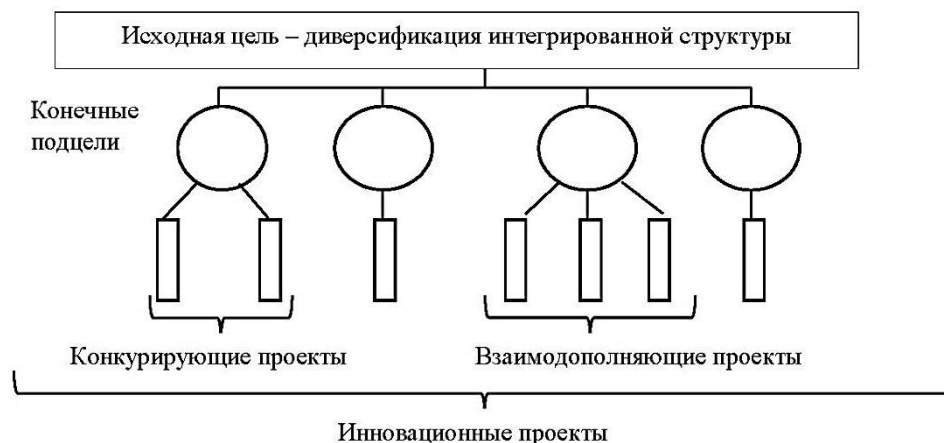 Исходная цель – диверсификация интегрированной структуры
Конечные
подцели
Конкурирующие проекты
Взаимодополняющие проекты
Инновационные проекты